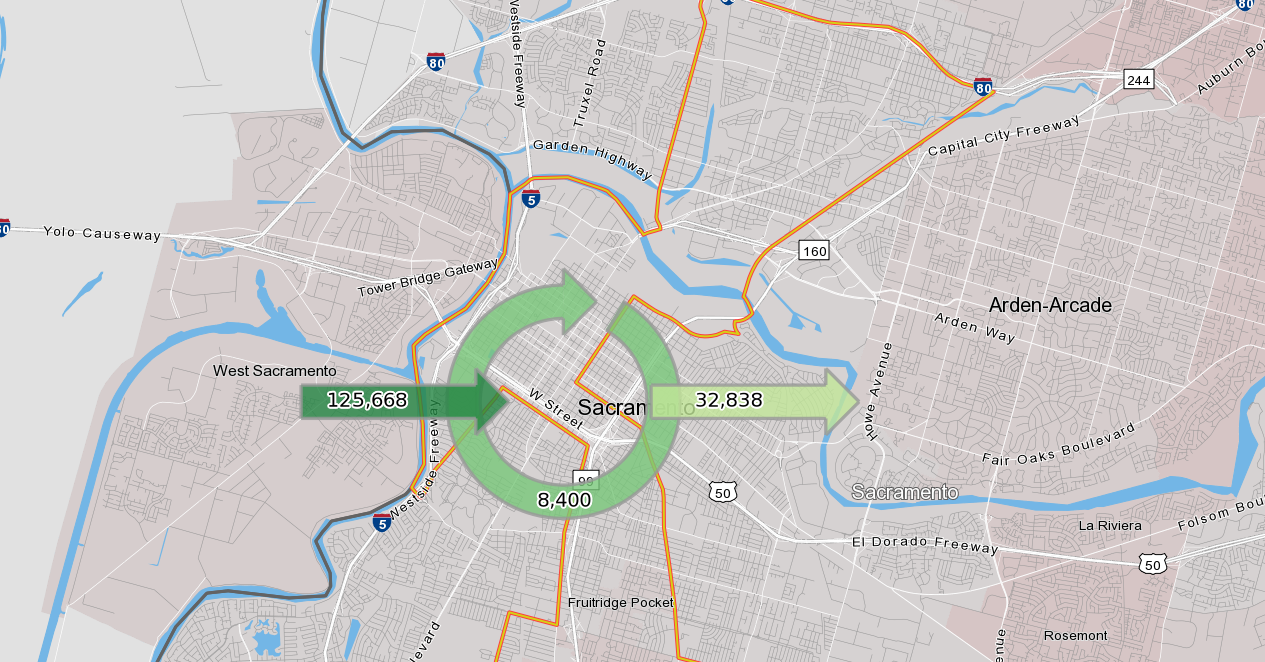 80
80
Westside Freeway
Truxel Road
80
80
244
Auburn Bo
Capital City Freeway
Garden Highway
5
80
Yolo Causeway
160
Tower Bridge Gateway
Arden-Arcade
Arden Way
West Sacramento
125,668
W Street
Sacramento
32,838
Howe Avenue
Westside Freeway
Fair Oaks Boulevard
99
8,400
50
Sacramento
5
La Riviera
Folsom Bou
El Dorado Freeway
50
Fruitridge Pocket
levard
enue
Rosemont